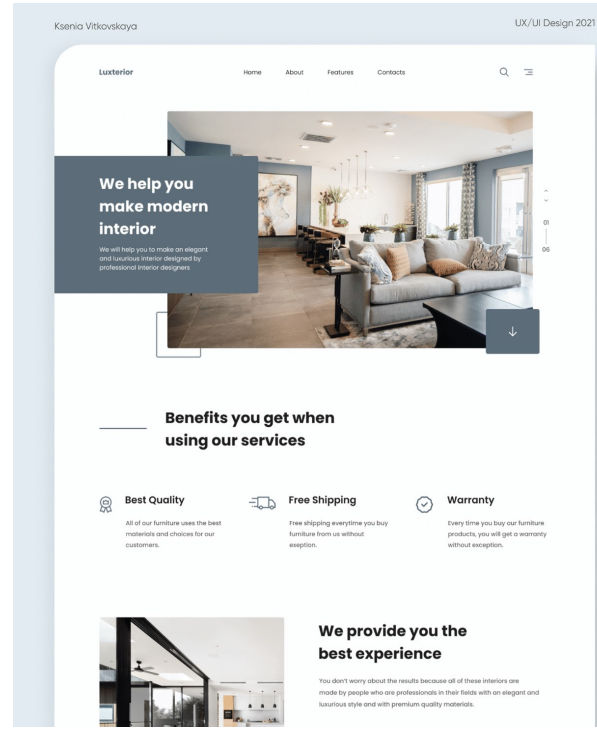 Ksenia Vitkovskaya
UX/UI Design 2021
Luxterior
Home
About
Features
Contacts
We help you
make modern
interior
We will help you to make an elegant
and luxurious interior designed by
professional interior designers
01
06
Benefits you get when
using our services
Best Quality
All of our furniture uses the best
materials and choices for our
customers.
Free Shipping
Free shipping everytime you buy
furniture from us without
exeption.
Warranty
Every time you buy our furniture
products, you will get a warranty
without exception.
We provide you the
best experience
You don't worry about the results because all of these interiors are
made by people who are professionals in their fields with an elegant and
luxurious style and with premium quality materials.